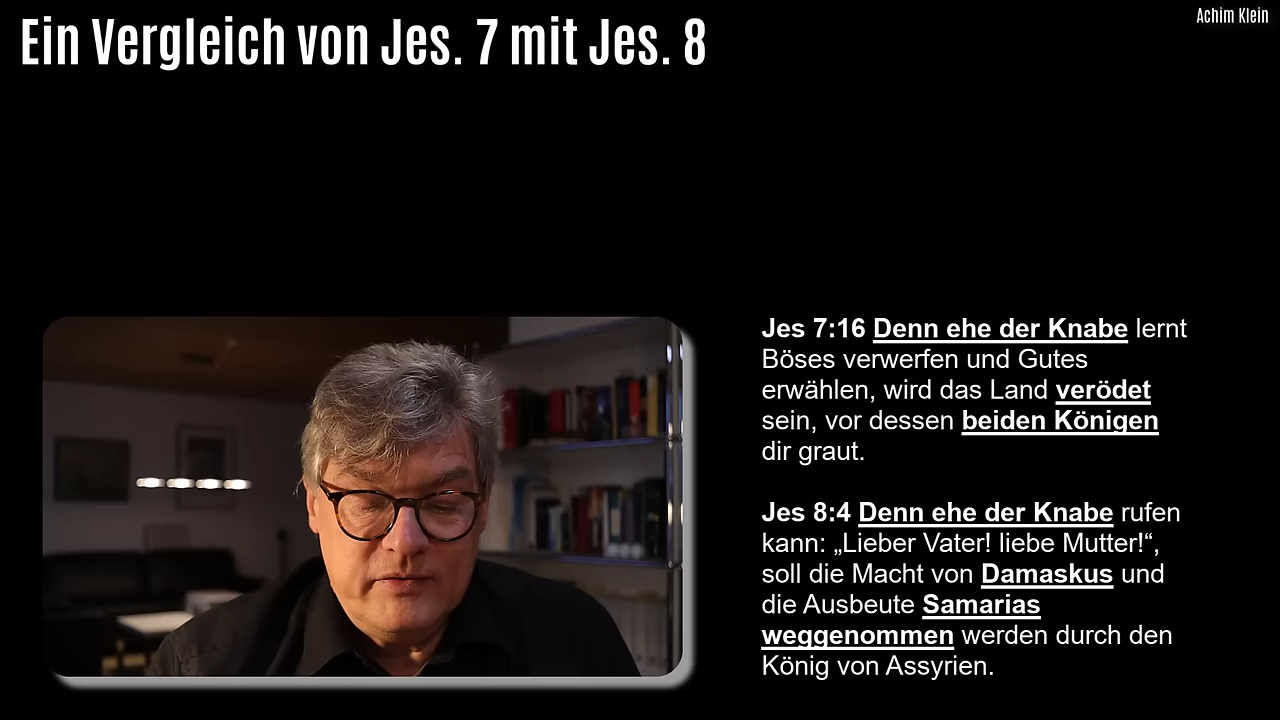 Ein Vergleich von Jes. 7 mit Jes. 8
Achim Klein
Jes 7:16 Denn ehe der Knabe lernt
Böses verwerfen und Gutes
erwählen, wird das Land verödet
sein, vor dessen beiden Königen
dir graut.
Jes 8:4 Denn ehe der Knabe rufen
kann: „Lieber Vater! liebe Mutter!“,
soll die Macht von Damaskus und
die Ausbeute Samarias
weggenommen werden durch den
König von Assyrien.